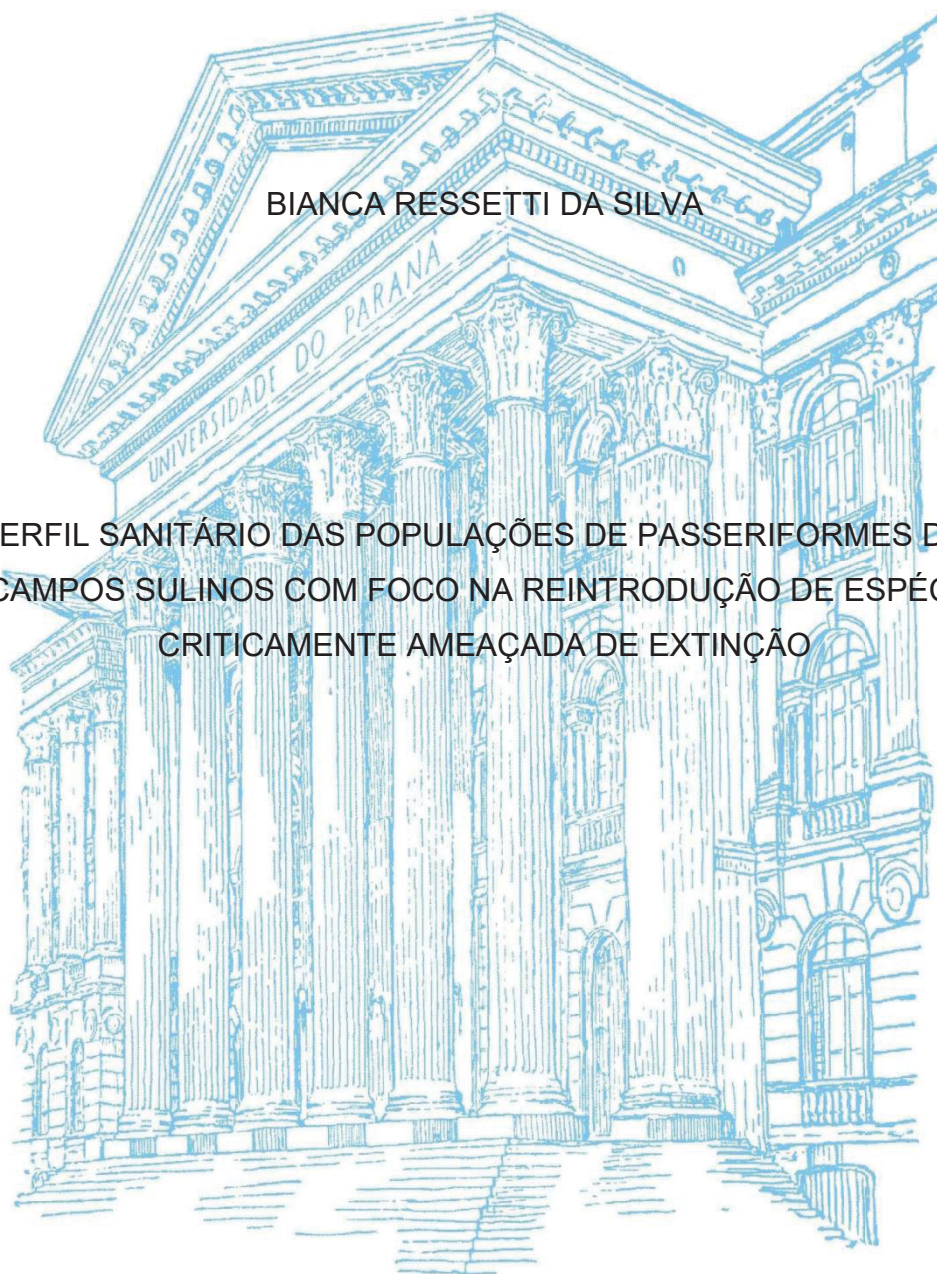 BIANCA RESSETTI DA SILVA
UNIVERSIDADE DO PARANA
ERFIL SANITÁRIO DAS POPULAÇÕES DE PASSERIFORMES D
CAMPOS SULINOS COM FOCO NA REINTRODUÇÃO DE ESPÉC
CRITICAMENTE AMEAÇADA DE EXTINÇÃO